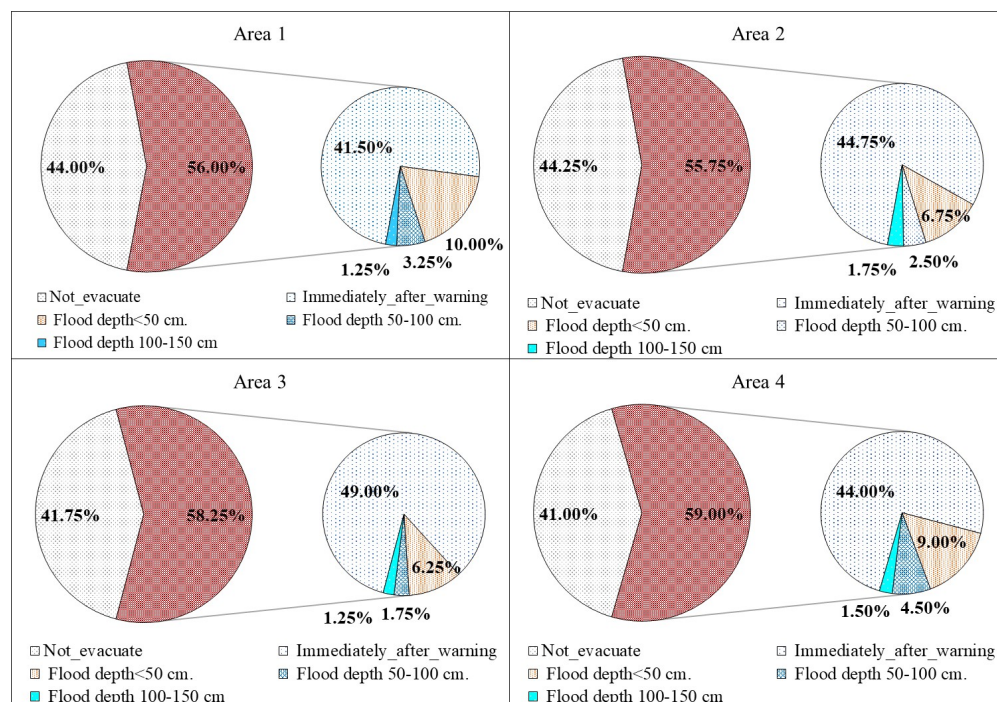 Area 1
44.00%
56.00%
41.50%
10.00%
3.25%
1.25%
Not_evacuate
Immediately_after_warning
Flood depth<50 cm.
Flood depth 50-100 cm.
Flood depth 100-150 cm
Area 2
44.25%
55.75%
44.75%
6.75%
2.50%
1.75%
Not_evacuate
Immediately_after_warning
Flood depth<50 cm.
Flood depth 50-100 cm.
Flood depth 100-150 cm
Area 3
41.75%
58.25%
49.00%
6.25%
1.75%
1.25%
Not_evacuate
Immediately_after_warning
Flood depth<50 cm.
Flood depth 50-100 cm.
Flood depth 100-150 cm
Area 4
41.00%
59.00%
44.00%
9.00%
4.50%
1.50%
Not_evacuate
Immediately_after_warning
Flood depth<50 cm.
Flood depth 50-100 cm.
Flood depth 100-150 cm